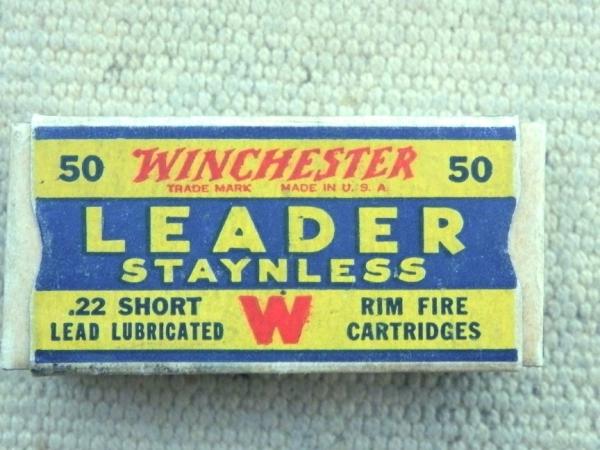 50 WINCHESTER 50
TRADE MARK MADE IN U. S. A.
LEADER
STAYNLESS
.22 SHORT W RIM FIRE
LEAD LUBRICATED CARTRIDGES